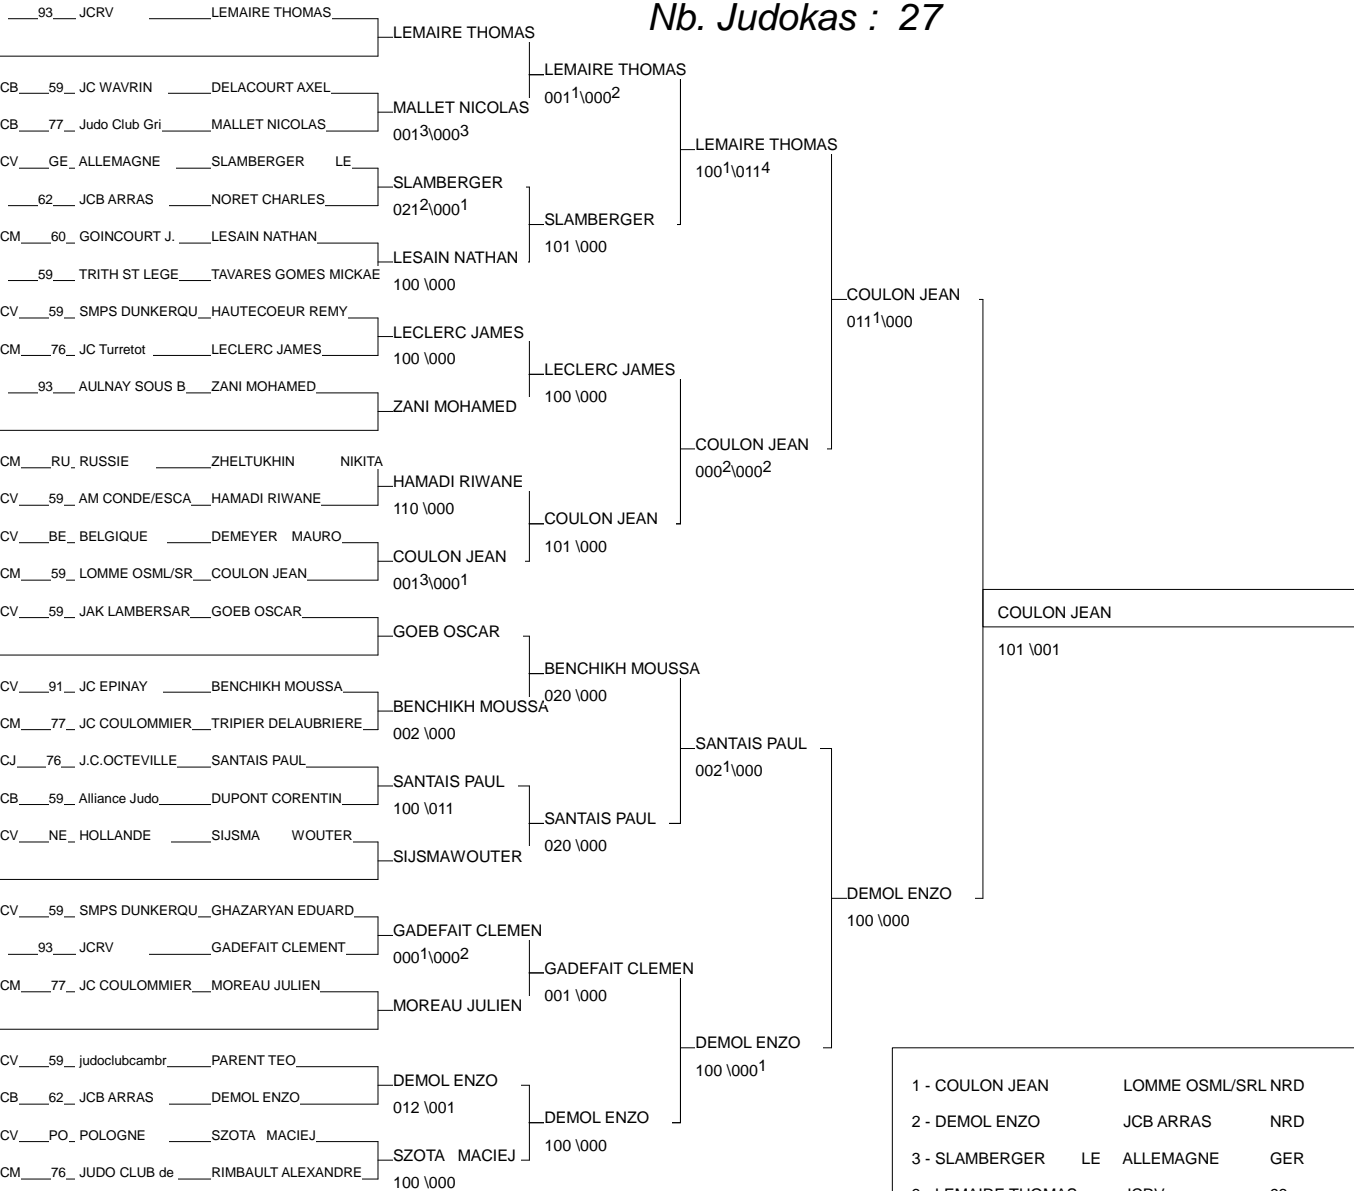 Nb. Judokas : 27
93 JCRV LEMAIRE THOMAS
CB 59 JC WAVRIN DELACOURT AXEL
CB 77 Judo Club Gri MALLET NICOLAS
CV GE ALLEMAGNE SLAMBERGER LE
62 JCB ARRAS NORET CHARLES
CM 60 GOINCOURT J. LESAIN NATHAN
59 TRITH ST LEGE TAVARES GOMES MICKAE
CV 59 SMPS DUNKERQU HAUTECOEUR REMY
CM 76 JC Turretot LECLERC JAMES
93 AULNAY SOUS B ZANI MOHAMED
CM RU RUSSIE ZHELTUKHIN NIKITA
CV 59 AM CONDE/ESCA HAMADI RIWANE
CV BE BELGIQUE DEMEYER MAURO
CM 59 LOMME OSML/SR COULON JEAN
CV 59 JAK LAMBERSAR GOEB OSCAR
CV 91 JC EPINAY BENCHIKH MOUSSA
CM 77 JC COULOMMIER TRIPIER DELAUBRIERE
CJ 76 J.C.OCTEVILLE SANTAIS PAUL
CB 59 Alliance Judo DUPONT CORENTIN
CV NE HOLLANDE SIJSMA WOUTER
CV 59 SMPS DUNKERQU GHAZARYAN EDUARD
93 JCRV GADEFAIT CLEMENT
CM 77 JC COULOMMIER MOREAU JULIEN
CV 59 judoclubcambr PARENT TEO
CB 62 JCB ARRAS DEMOL ENZO
CV PO POLOGNE SZOTA MACIEJ
CM 76 JUDO CLUB de RIMBAULT ALEXANDRE
LEMAIRE THOMAS
MALLET NICOLAS
001³\000³
SLAMBERGER
021²\000¹
LESAIN NATHAN
100 \000
LECLERC JAMES
100 \000
ZANI MOHAMED
HAMADI RIWANE
110 \000
COULON JEAN
001³\000¹
GOEB OSCAR
BENCHIKH MOUSSA
002 \000
SANTAIS PAUL
100 \011
SIJSMAWOUTER
GADEFAIT CLEMEN
000¹\000²
MOREAU JULIEN
DEMOL ENZO
012 \001
SZOTA MACIEJ
100 \000
LEMAIRE THOMAS
001¹\000²
SLAMBERGER
101 \000
LECLERC JAMES
100 \000
COULON JEAN
101 \000
BENCHIKH MOUSSA
020 \000
SANTAIS PAUL
020 \000
GADEFAIT CLEMEN
001 \000
DEMOL ENZO
100 \000
LEMAIRE THOMAS
100¹\011⁴
COULON JEAN
000²\000²
SANTAIS PAUL
002¹\000
DEMOL ENZO
100 \000¹
COULON JEAN
011¹\000
DEMOL ENZO
100 \000
COULON JEAN
101 \001
1 - COULON JEAN LOMME OSML/SRL NRD
2 - DEMOL ENZO JCB ARRAS NRD
3 - SLAMBERGER LE ALLEMAGNE GER